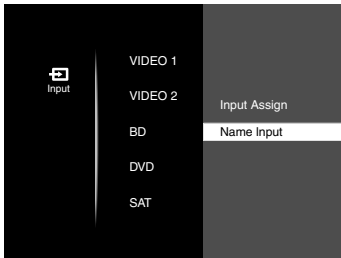 Input
VIDEO 1
VIDEO 2
BD
DVD
SAT
Input Assign
Name Input